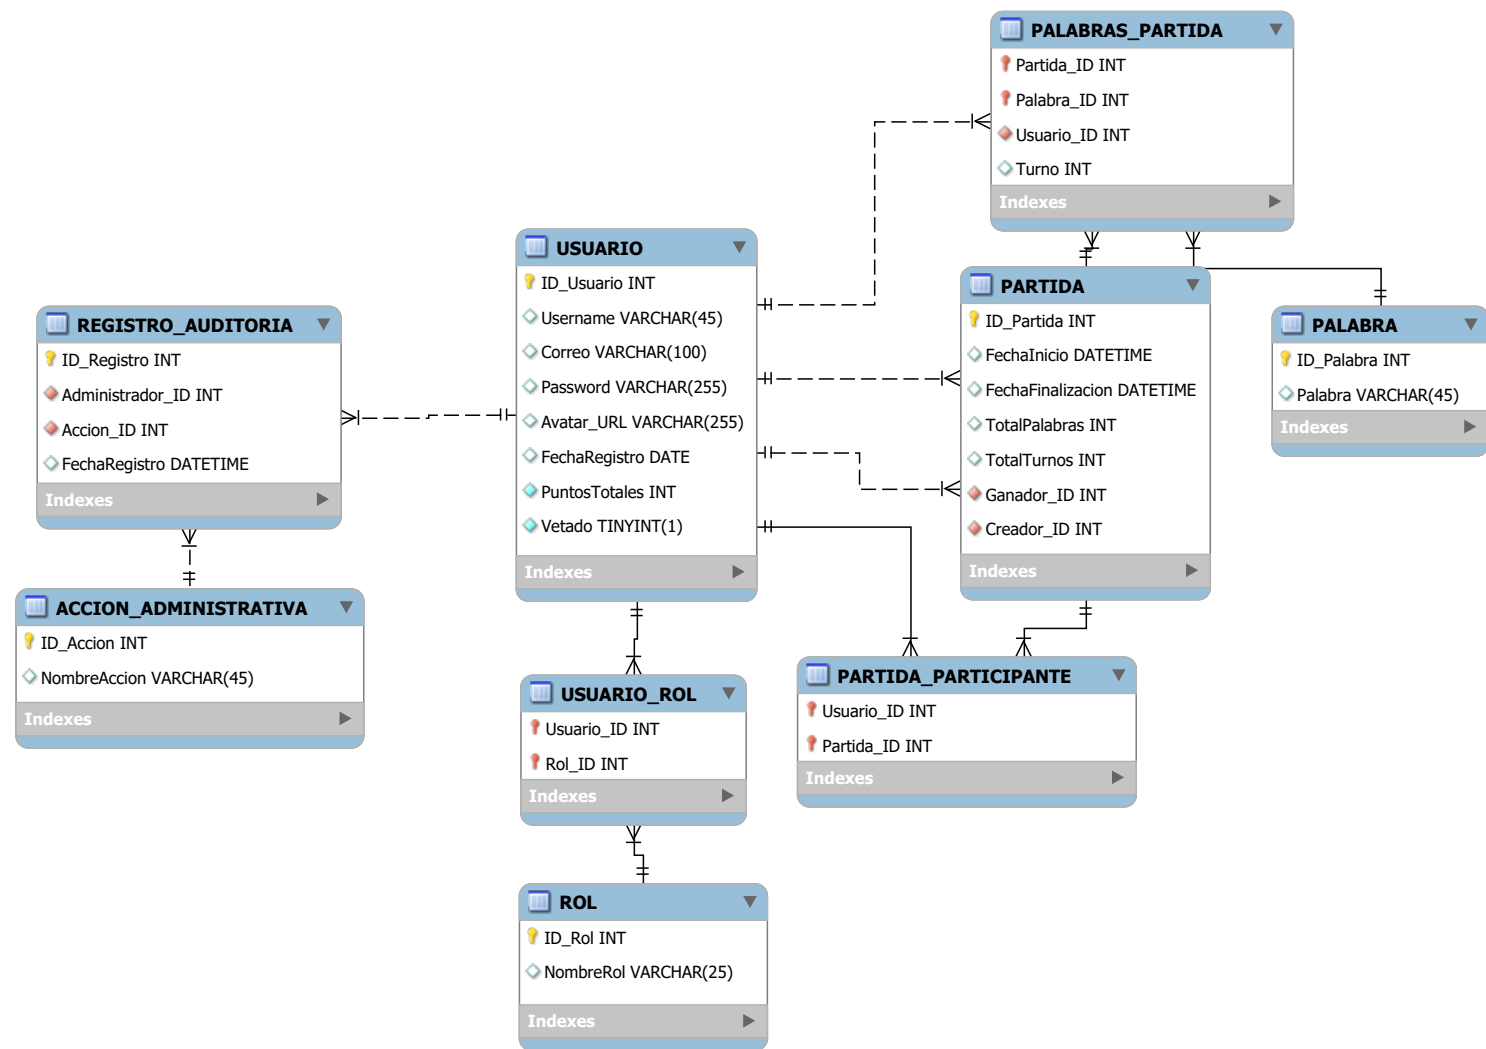 PALABRAS_PARTIDA
Partida_ID INT
Palabra_ID INT
Usuario_ID INT
Turno INT
Indexes
USUARIO
ID_Usuario INT
Username VARCHAR(45)
Correo VARCHAR(100)
Password VARCHAR(255)
Avatar_URL VARCHAR(255)
FechaRegistro DATE
PuntosTotales INT
Vetado TINYINT(1)
Indexes
PARTIDA
ID_Partida INT
FechaInicio DATETIME
FechaFinalizacion DATETIME
TotalPalabras INT
TotalTurnos INT
Ganador_ID INT
Creador_ID INT
Indexes
PALABRA
ID_Palabra INT
Palabra VARCHAR(45)
Indexes
REGISTRO_AUDITORIA
ID_Registro INT
Administrador_ID INT
Accion_ID INT
FechaRegistro DATETIME
Indexes
ACCION_ADMINISTRATIVA
ID_Accion INT
NombreAccion VARCHAR(45)
Indexes
USUARIO_ROL
Usuario_ID INT
Rol_ID INT
Indexes
PARTIDA_PARTICIPANTE
Usuario_ID INT
Partida_ID INT
Indexes
ROL
ID_Rol INT
NombreRol VARCHAR(25)
Indexes